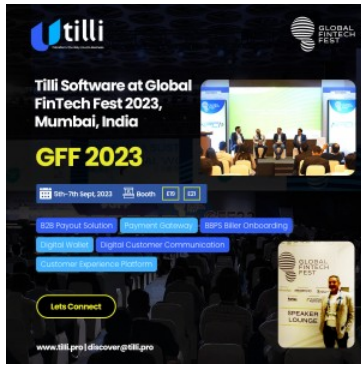 tilli
GLOBAL
FINTECH
FEST
Tilli Software at Global
FinTech Fest 2023,
Mumbai, India
GFF 2023
5th-7th Sept, 2023 Booth E19 E21
B2B Payout Solution Payment Gateway BBPS Biller Onboarding
Digital Wallet Digital Customer Communication
Customer Experience Platform
GLOBAL
FINTECH
FEST
SPEAKER
LOUNGE
Lets Connect
www.tilli.pro | discover@tilli.pro